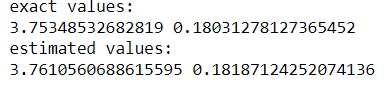 exact values:
3.75348532682819 0.18031278127365452
estimated values:
3.7610560688615595 0.18187124252074136